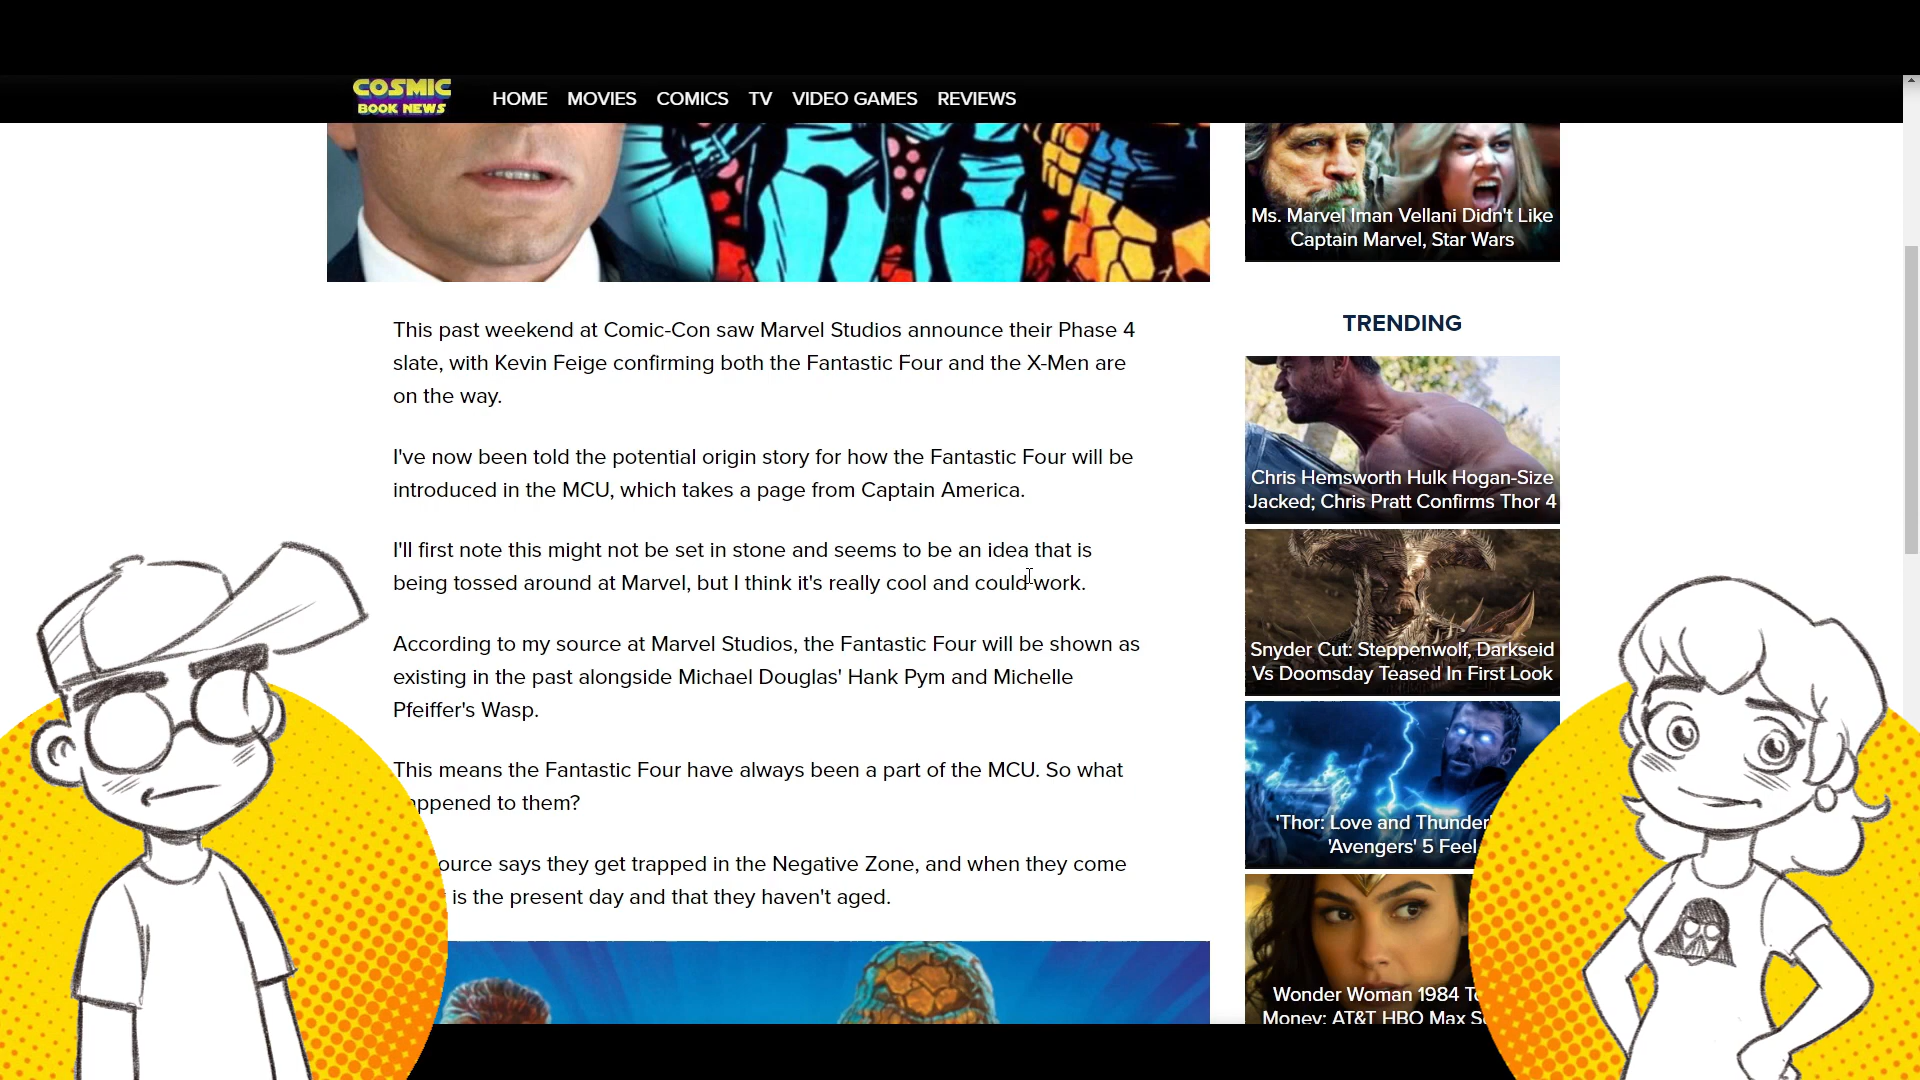 COSMIC
BOOK NEWS
HOME MOVIES COMICS TV VIDEO GAMES REVIEWS
This past weekend at Comic-Con saw Marvel Studios announce their Phase 4
slate, with Kevin Feige confirming both the Fantastic Four and the X-Men are
on the way.
I've now been told the potential origin story for how the Fantastic Four will be
introduced in the MCU, which takes a page from Captain America.
I'll first note this might not be set in stone and seems to be an idea that is
being tossed around at Marvel, but I think it's really cool and could work.
According to my source at Marvel Studios, the Fantastic Four will be shown as
existing in the past alongside Michael Douglas' Hank Pym and Michelle
Pfeiffer's Wasp.
This means the Fantastic Four have always been a part of the MCU. So what
appened to them?
ource says they get trapped in the Negative Zone, and when they come
is the present day and that they haven't aged.
Ms. Marvel Iman Vellani Didn't Like
Captain Marvel, Star Wars
TRENDING
Chris Hemsworth Hulk Hogan-Size
Jacked; Chris Pratt Confirms Thor 4
Snyder Cut: Steppenwolf, Darkseid
Vs Doomsday Teased In First Look
'Thor: Love and Thunder'
'Avengers' 5 Feel
Wonder Woman 1984
Money: AT&T HBO Max